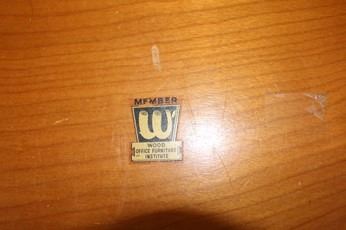 MEMBER
W
WOOD
OFFICE FURNITURE
INSTITUTE